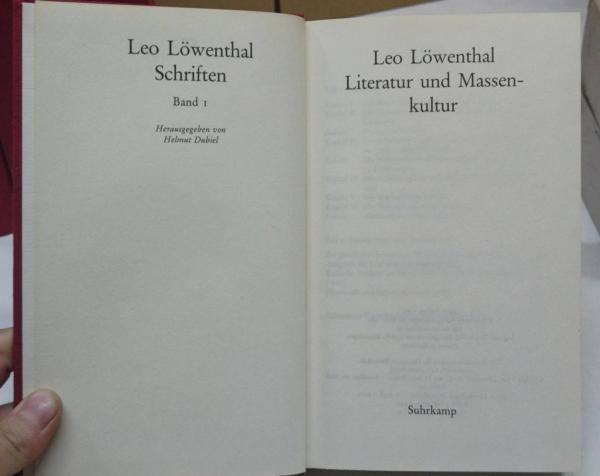 Leo Löwenthal
Schriften
Band 1
Herausgegeben von
Helmut Dubiel
Leo Löwenthal
Literatur und Massen-
kultur
Suhrkamp